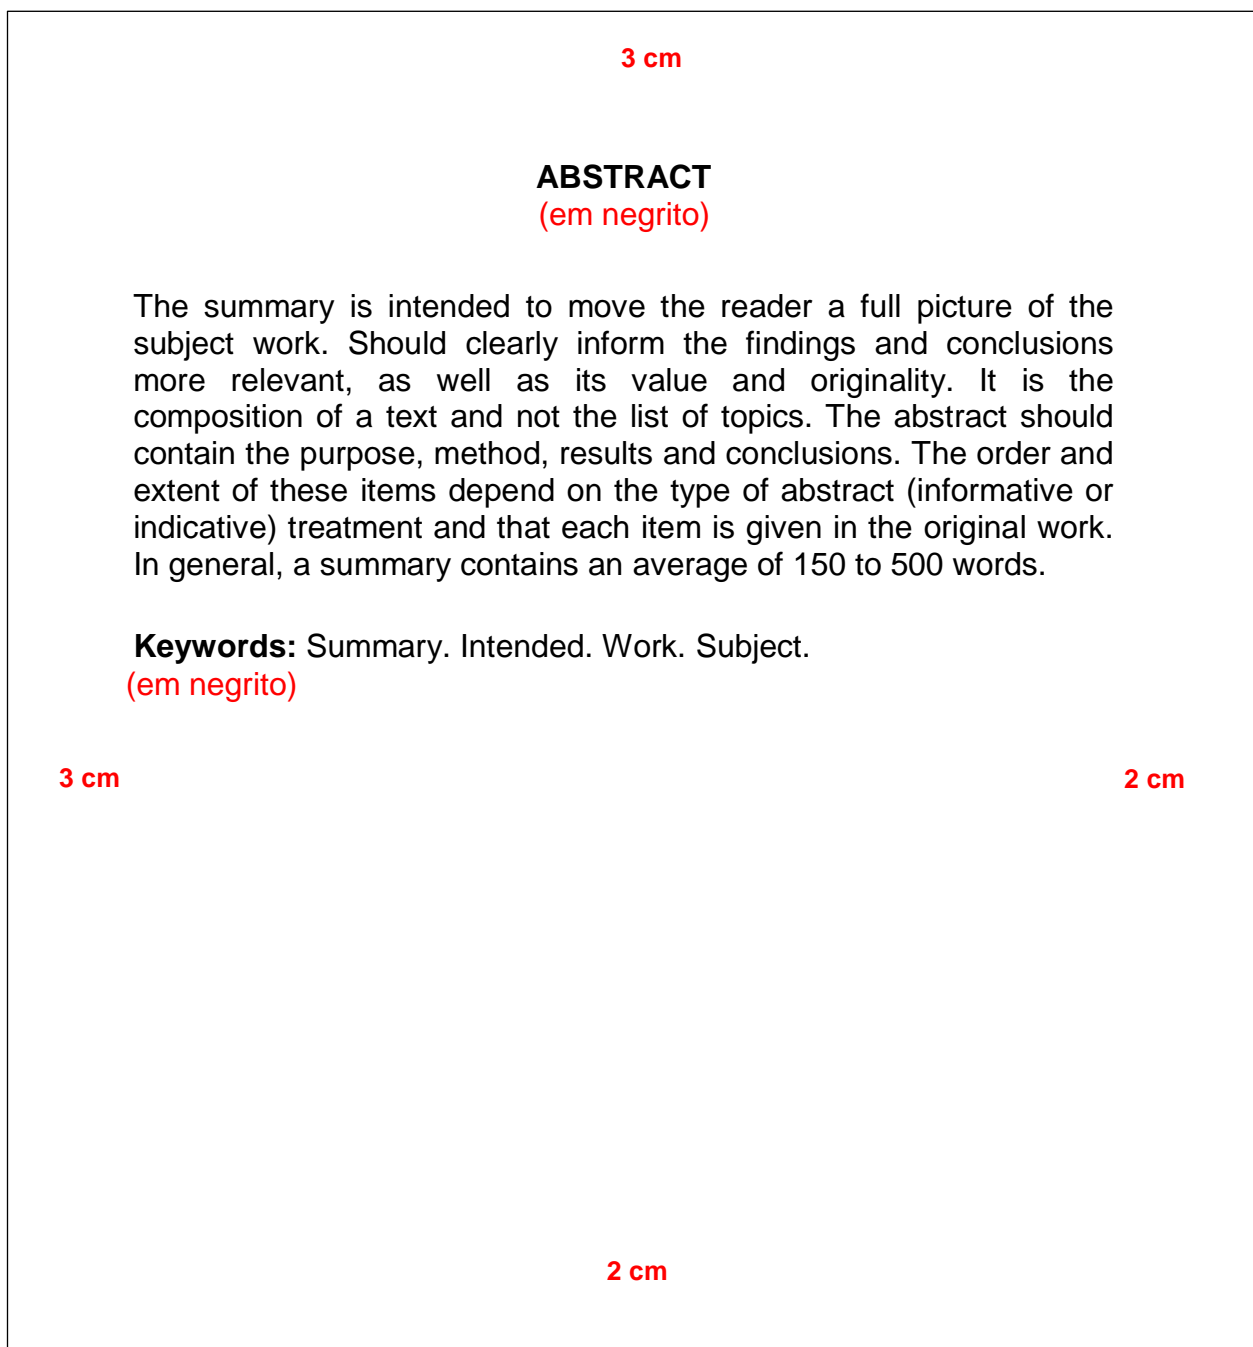 3 cm
ABSTRACT
(em negrito)
The summary is intended to move the reader a full picture of the
subject work. Should clearly inform the findings and conclusions
more relevant, as well as its value and originality. It is the
composition of a text and not the list of topics. The abstract should
contain the purpose, method, results and conclusions. The order and
extent of these items depend on the type of abstract (informative or
indicative) treatment and that each item is given in the original work.
In general, a summary contains an average of 150 to 500 words.
Keywords: Summary. Intended. Work. Subject.
(em negrito)
3 cm
2 cm
2 cm